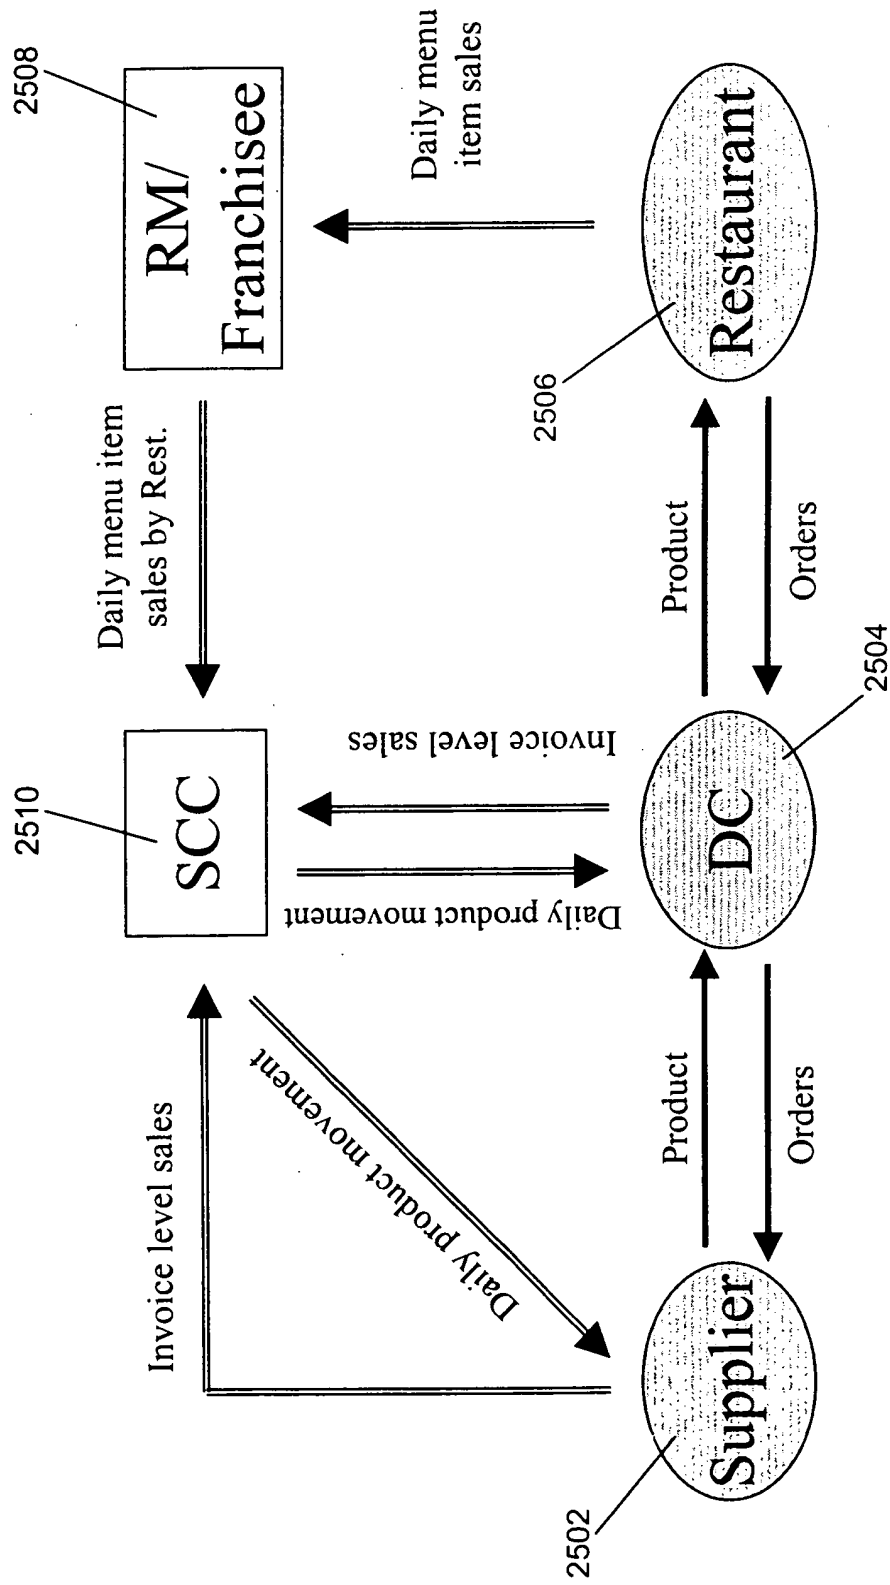 2510
2508
SCC
RM/
Franchisee
Daily menu item
sales by Rest.
Daily menu
item sales
Invoice level sales
Daily product movement
Daily product movement
Invoice level sales
2502
Supplier
Product
Orders
DC
2504
Product
Orders
2506
Restaurant